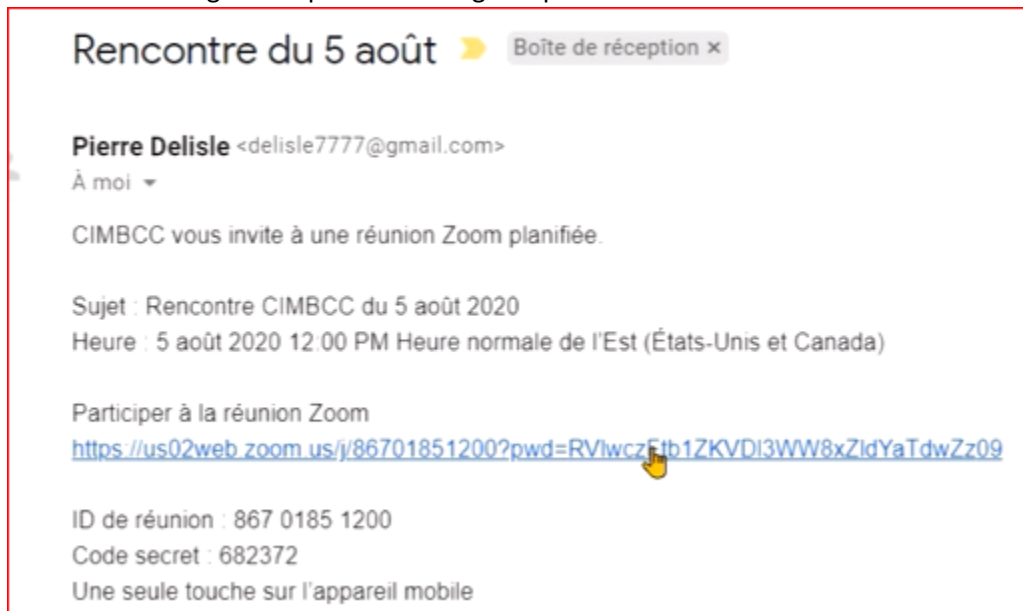 Rencontre du 5 août Boîte de réception ×
Pierre Delisle <delisle7777@gmail.com>
À moi
CIMBCC vous invite à une réunion Zoom planifiée.
Sujet : Rencontre CIMBCC du 5 août 2020
Heure : 5 août 2020 12:00 PM Heure normale de l'Est (États-Unis et Canada)
Participer à la réunion Zoom
ID de réunion : 867 0185 1200
Code secret : 682372
Une seule touche sur l'appareil mobile